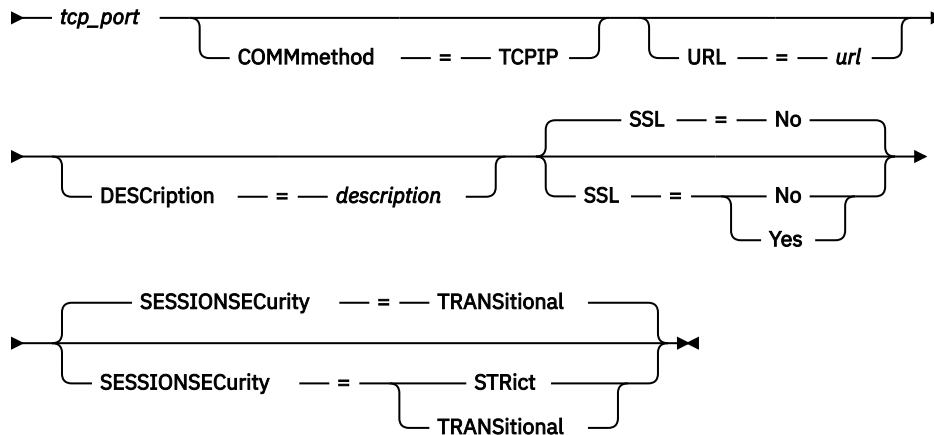 tcp_port
COMMmethod = TCPIP URL = url
SSL = No
DESCription = description SSL = No
Yes
SESSIONSECurity = TRANSitional
SESSIONSECurity = STRict
TRANSitional